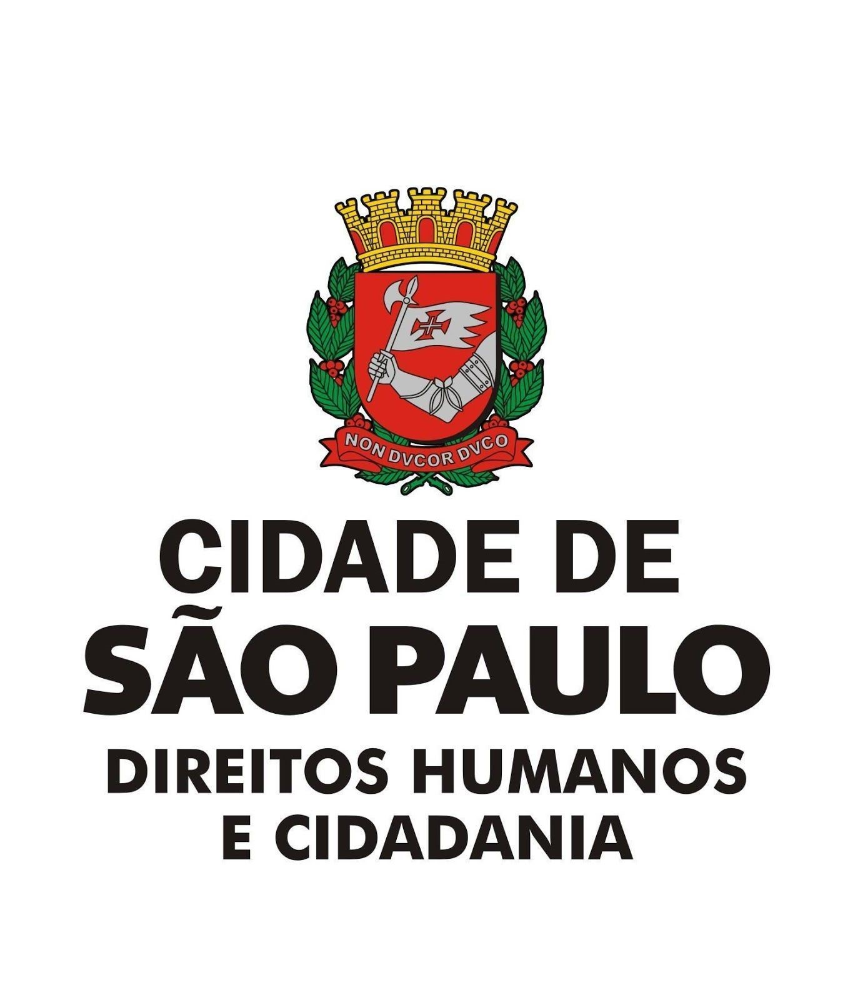 NON DVCOR DVCO
CIDADE DE
SÃO PAULO
DIREITOS HUMANOS
E CIDADANIA